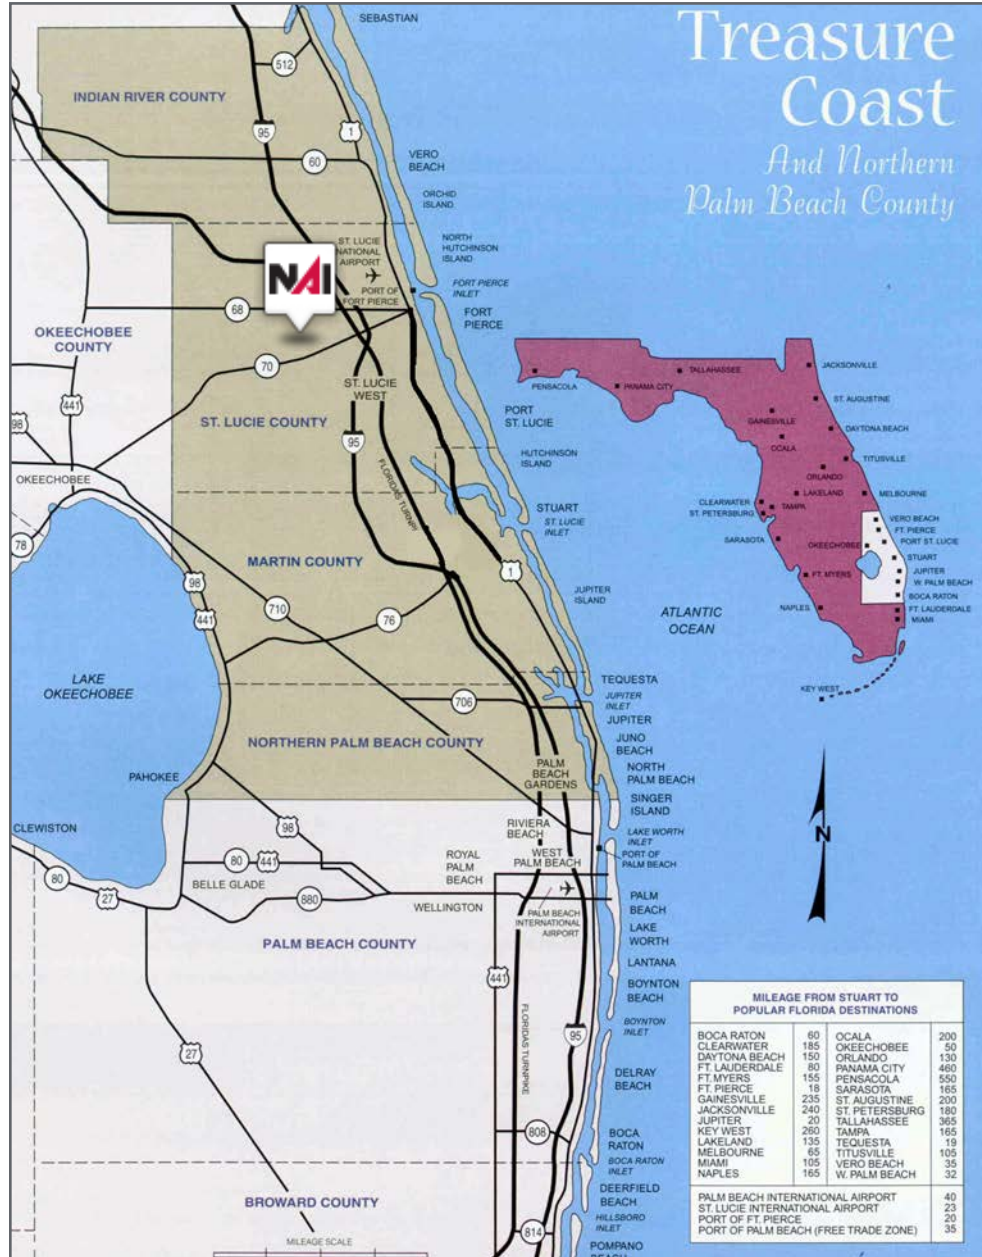 Treasure
Coast
And Northern
Palm Beach County
SEBASTIAN
512
INDIAN RIVER COUNTY
95
1
60
VERO
BEACH
ORCHID
ISLAND
NORTH
HUTCHINSON
ISLAND
ST. LUCIE
NATIONAL
AIRPORT
NAI
PORT OF
FORT PIERCE
FORT PIERCE
INLET
68
FORT
PIERCE
OKEECHOBEE
COUNTY
70
ST. LUCIE
WEST
441
98
ST. LUCIE COUNTY
95
PORT
ST. LUCIE
HUTCHINSON
ISLAND
FLORIDAS TURNPI
OKEECHOBEE
STUART
ST. LUCIE
INLET
78
MARTIN COUNTY
1
98
441
710
76
JUPITER
ISLAND
ATLANTIC
OCEAN
LAKE
OKEECHOBEE
TEQUESTA
JUPITER
INLET
706
JUPITER
NORTHERN PALM BEACH COUNTY
JUNO
BEACH
PALM
BEACH
GARDENS
NORTH
PALM BEACH
PAHOKEE
SINGER
ISLAND
CLEWISTON
98
RIVIERA
BEACH
LAKE WORTH
INLET
PORT OF
PALM BEACH
ROYAL
PALM
BEACH
WEST
PALM BEACH
80
441
80
27
BELLE GLADE
880
WELLINGTON
PALM BEACH
INTERNATIONAL
AIRPORT
PALM
BEACH
LAKE
WORTH
PALM BEACH COUNTY
LANTANA
441
BOYNTON
BEACH
FLORIDAS TURNPIKE
95
BOYNTON
INLET
27
DELRAY
BEACH
808
BOCA
RATON
BOCA RATON
INLET
BROWARD COUNTY
DEERFIELD
BEACH
HILLSBORO
INLET
814
MILEAGE SCALE
POMPANO
PENSACOLA
PANAMA CITY
TALLAHASSEE
JACKSONVILLE
ST. AUGUSTINE
GAINESVILLE
OCALA
DAYTONA BEACH
TITUSVILLE
ORLANDO
LAKELAND
MELBOURNE
CLEARWATER
TAMPA
ST. PETERSBURG
VERO BEACH
FT. PIERCE
PORT ST. LUCIE
SARASOTA
OKEECHOBEE
STUART
FT. MYERS
JUPITER
W. PALM BEACH
BOCA RATON
NAPLES
FT. LAUDERDALE
MIAMI
KEY WEST
N
MILEAGE FROM STUART TO
POPULAR FLORIDA DESTINATIONS
BOCA RATON 60 OCALA 200
CLEARWATER 185 OKEECHOBEE 50
DAYTONA BEACH 150 ORLANDO 130
FT. LAUDERDALE 80 PANAMA CITY 460
FT. MYERS 155 PENSACOLA 550
FT. PIERCE 18 SARASOTA 165
GAINESVILLE 235 ST. AUGUSTINE 200
JACKSONVILLE 240 ST. PETERSBURG 180
JUPITER 20 TALLAHASSEE 365
KEY WEST 260 TAMPA 165
LAKELAND 135 TEQUESTA 19
MELBOURNE 65 TITUSVILLE 105
MIAMI 105 VERO BEACH 35
NAPLES 165 W. PALM BEACH 32
PALM BEACH INTERNATIONAL AIRPORT 40
ST. LUCIE INTERNATIONAL AIRPORT 23
PORT OF FT. PIERCE 20
PORT OF PALM BEACH (FREE TRADE ZONE) 35